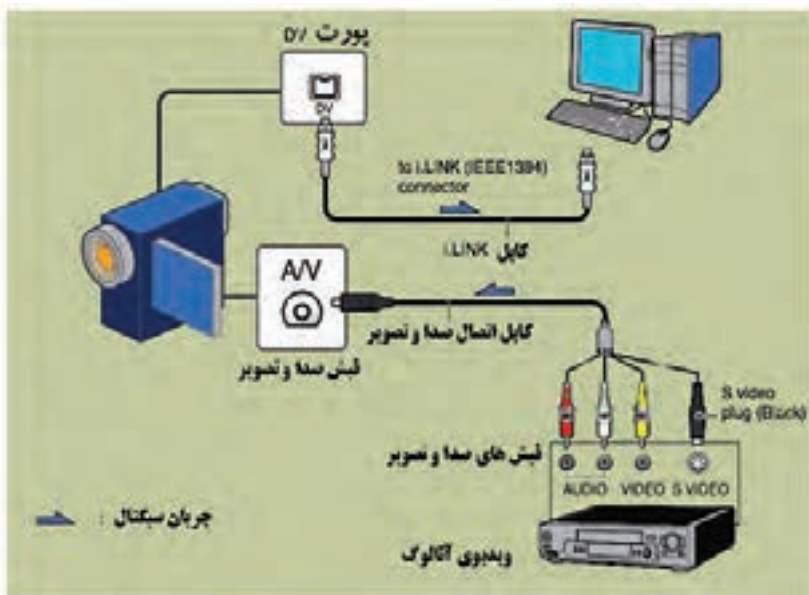 پورت DV
DV
to i.LINK (IEEE1394)
connector
کابل i.LINK
A/V
کابل اتصال صدا و تصویر
فیش صدا و تصویر
S video
plug (Black)
فیش های صدا و تصویر
AUDIO VIDEO S VIDEO
جریان سیگنال :
ویدیوی آنالوگ